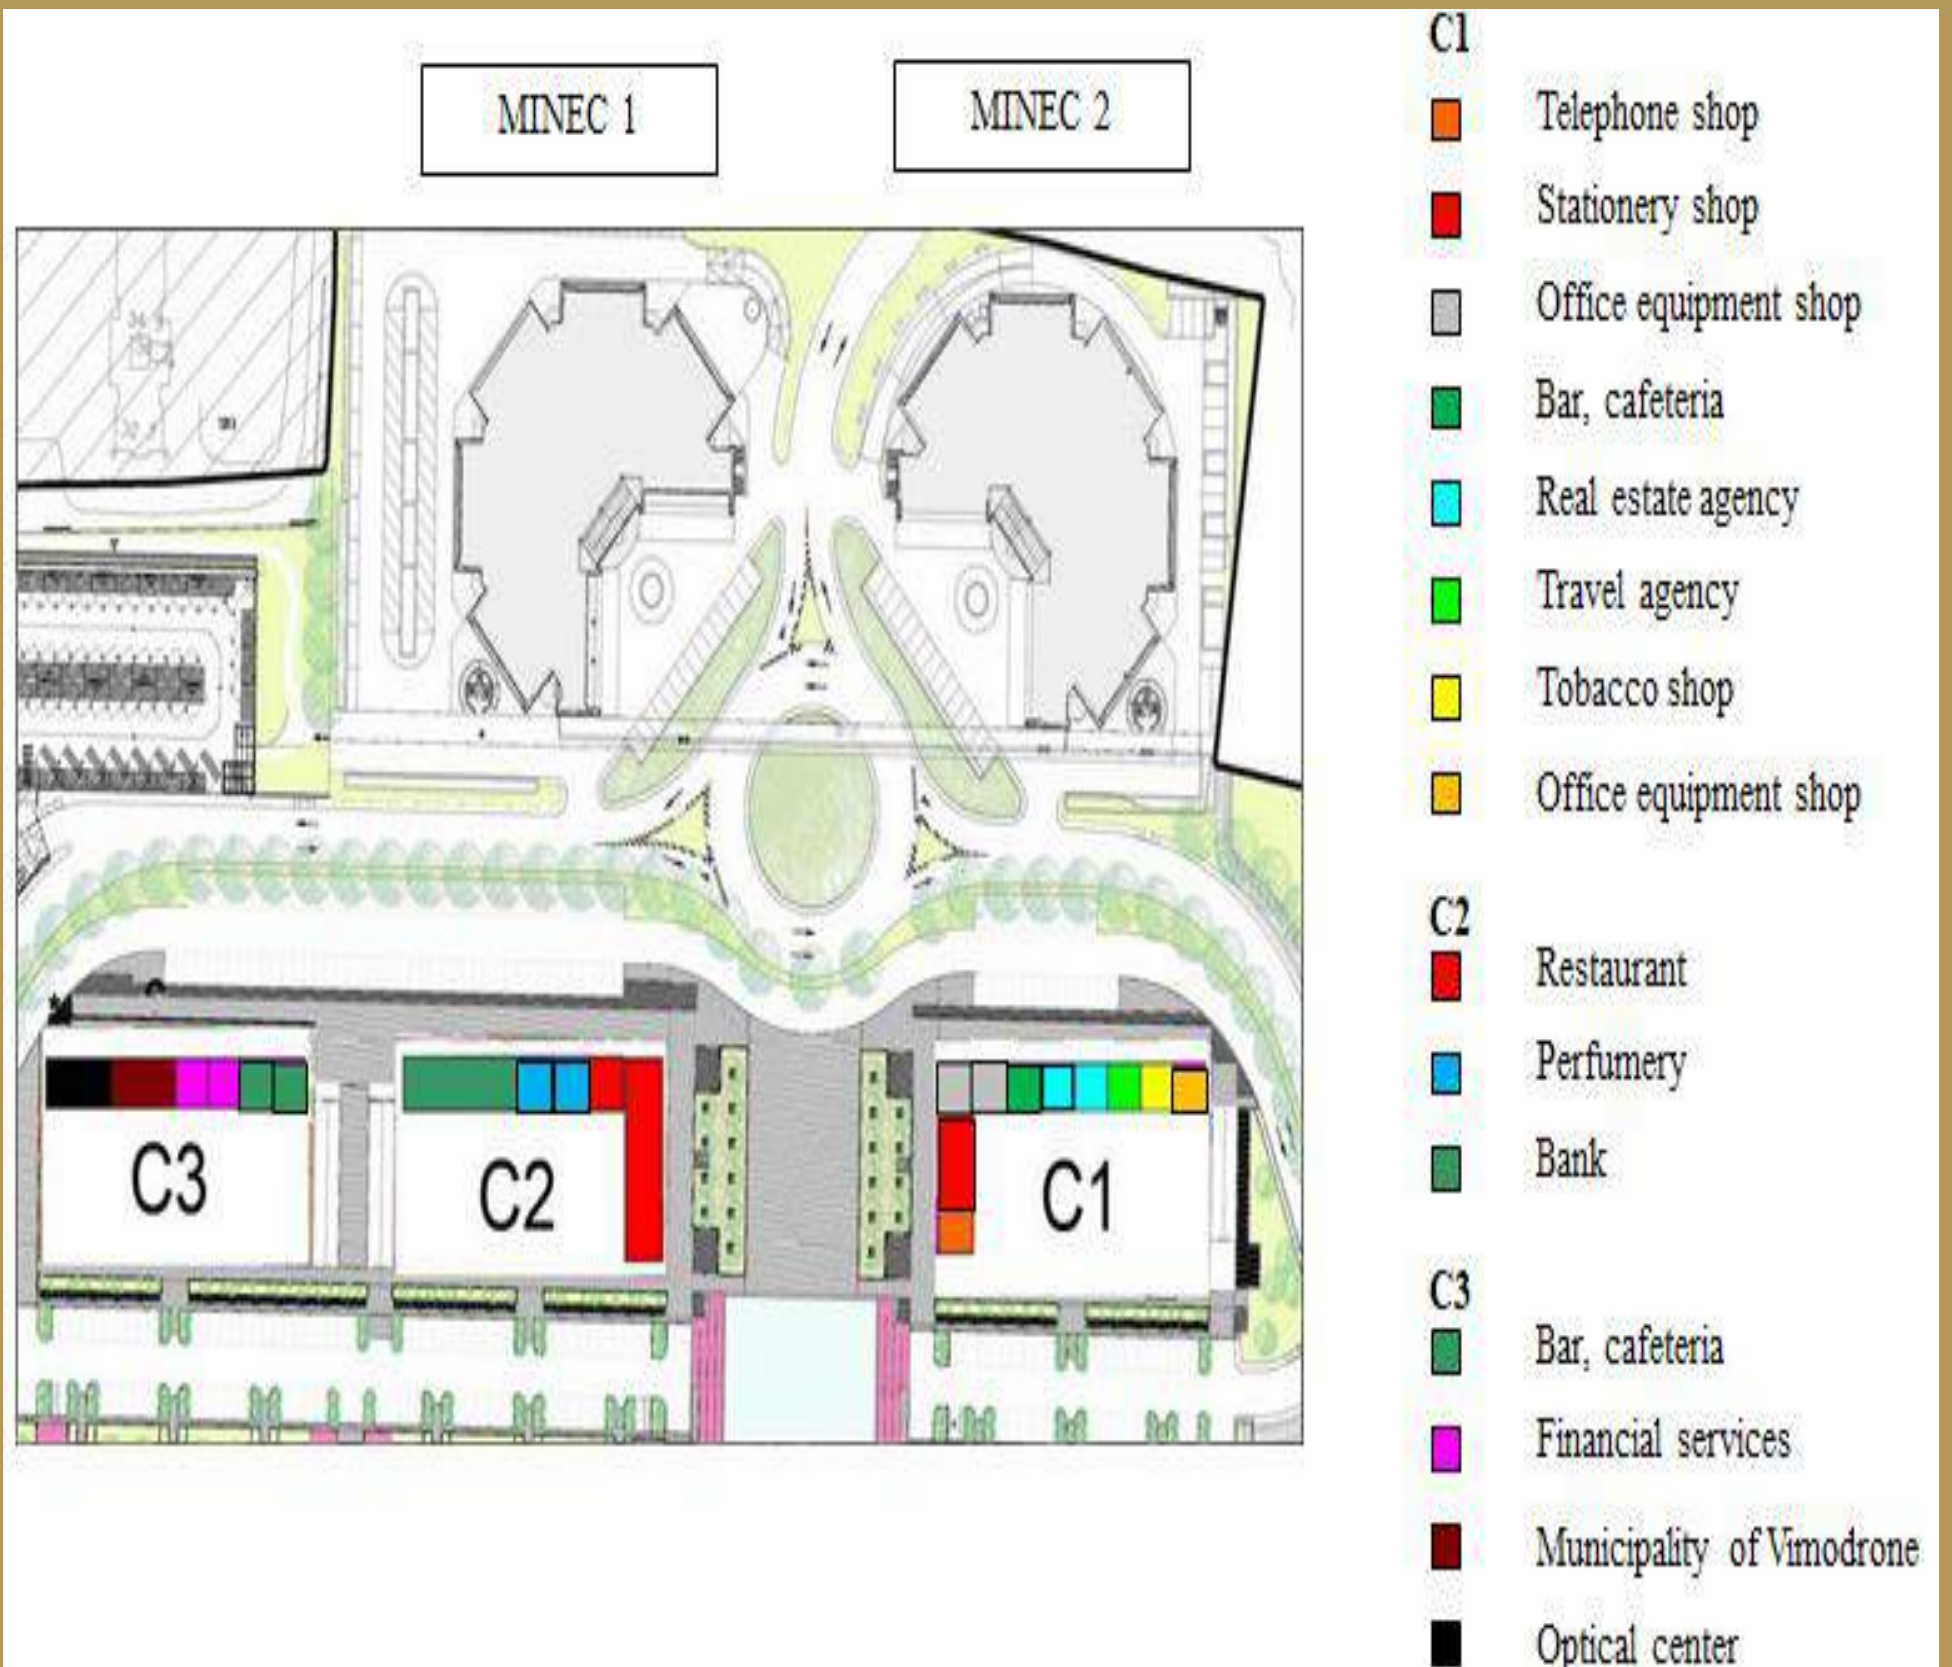 MINEC 1
MINEC 2
C3
C2
C1
C1
Telephone shop
Stationery shop
Office equipment shop
Bar, cafeteria
Real estate agency
Travel agency
Tobacco shop
Office equipment shop
C2
Restaurant
Perfumery
Bank
C3
Bar, cafeteria
Financial services
Municipality of Vimodrone
Optical center